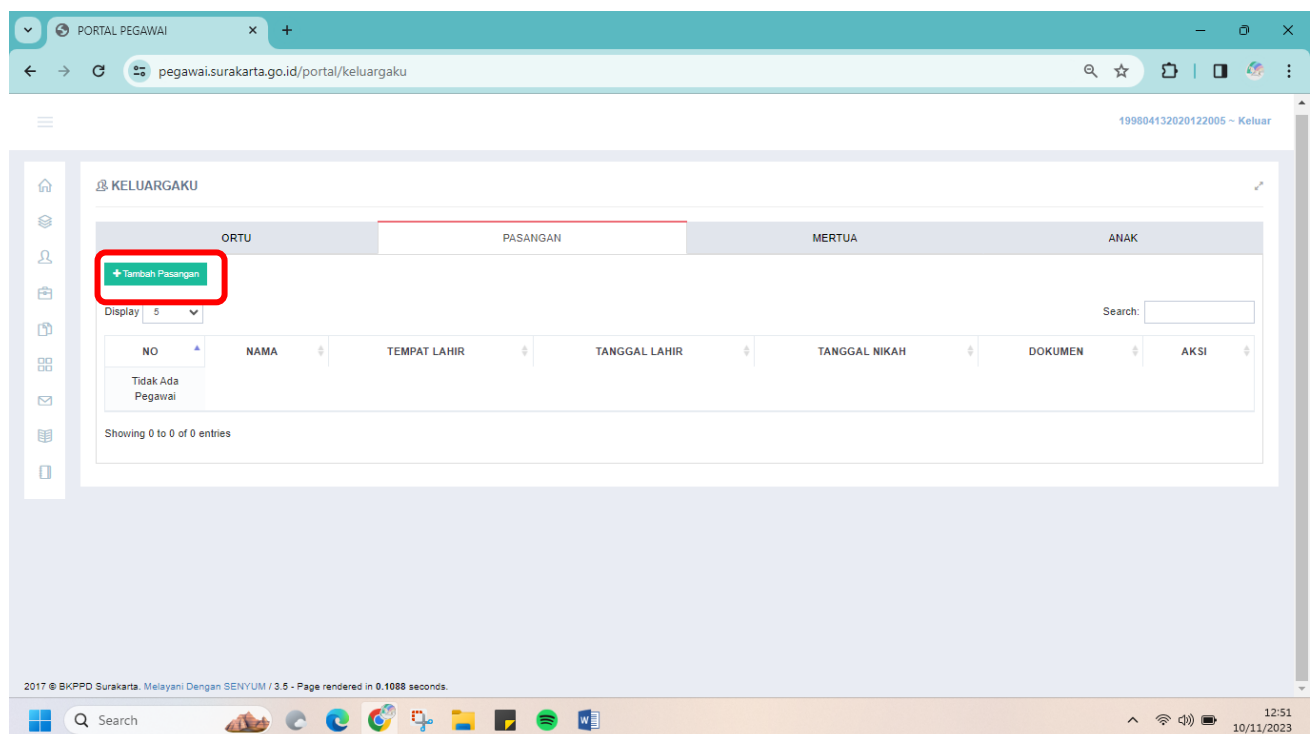 PORTAL PEGAWAI
pegawai.surakarta.go.id/portal/keluargaku
199804132020122005 ~ Keluar
KELUARGAKU
ORTU PASANGAN MERTUA ANAK
+Tambah Pasangan
Display 5 Search:
NO NAMA TEMPAT LAHIR TANGGAL LAHIR TANGGAL NIKAH DOKUMEN AKSI
Tidak Ada
Pegawai
Showing 0 to 0 of 0 entries
2017 © BKPPD Surakarta. Melayani Dengan SENYUM / 3.5 - Page rendered in 0.1088 seconds.
Search 12:51
10/11/2023